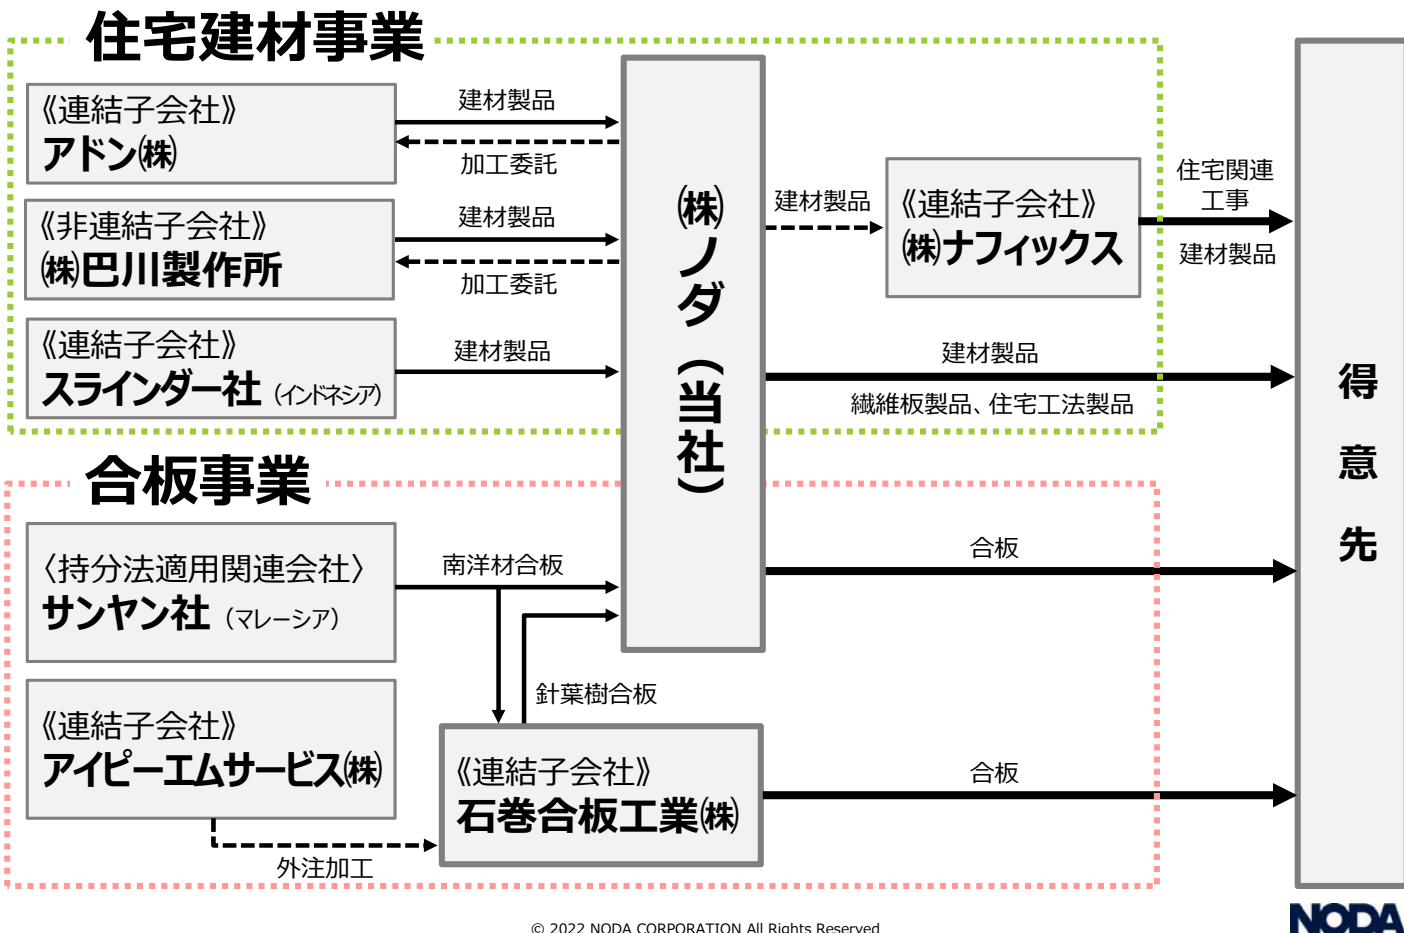 住宅建材事業
《連結子会社》
アドン㈱
建材製品
加工委託
《非連結子会社》
㈱巴川製作所
建材製品
加工委託
《連結子会社》
スラインダー社（インドネシア）
建材製品
㈱ノダ（当社）
建材製品
《連結子会社》
㈱ナフィックス
住宅関連
工事
建材製品
建材製品
繊維板製品、住宅工法製品
得意先
合板事業
〈持分法適用関連会社〉
サンヤン社（マレーシア）
南洋材合板
合板
針葉樹合板
《連結子会社》
アイピーエムサービス㈱
外注加工
《連結子会社》
石巻合板工業㈱
合板
© 2022 NODA CORPORATION All Rights Reserved
NODA